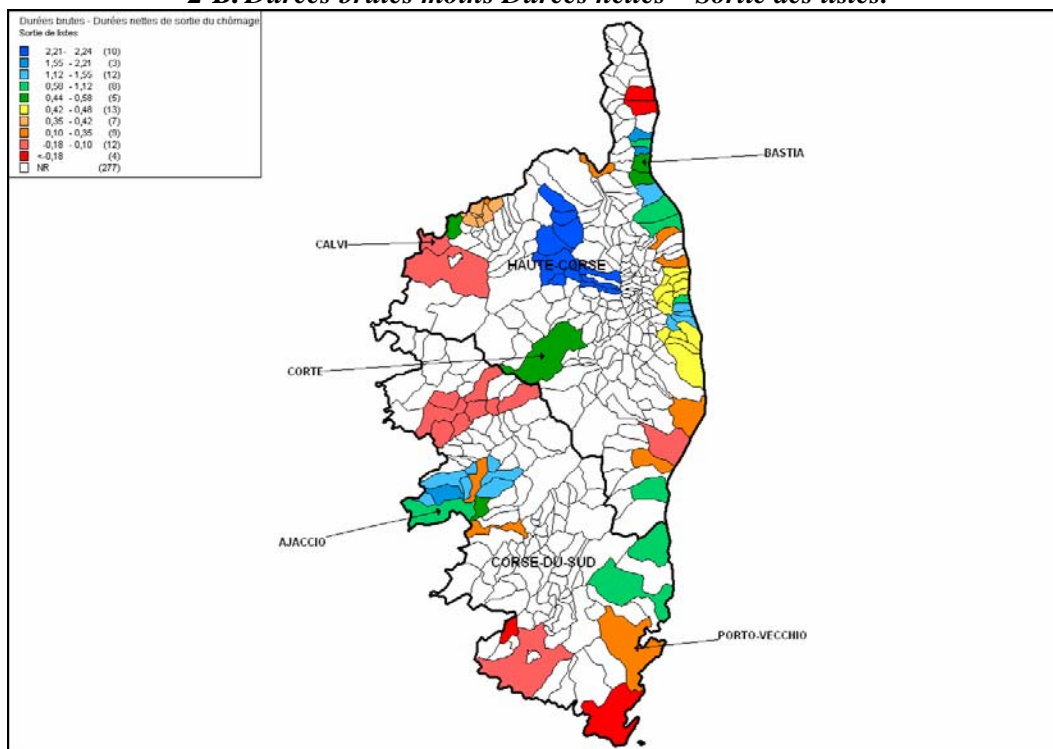 2-B. Durées brutes moins Durées nettes – Sortie des listes.
Durées brutes - Durées nettes de sortie du chômage
Sortie de listes
2,21- 2,24 (10)
1,55 - 2,21 (3)
1,12 - 1,55 (12)
0,58 - 1,12 (8)
0,44 - 0,58 (5)
0,42 - 0,48 (13)
0,35 - 0,42 (7)
0,10 - 0,35 (9)
-0,18 - 0,10 (12)
<-0,18 (4)
NR (277)
BASTIA
CALVI
HAUTE-CORSE
CORTE
AJACCIO
CORSE-DU-SUD
PORTO-VECCHIO